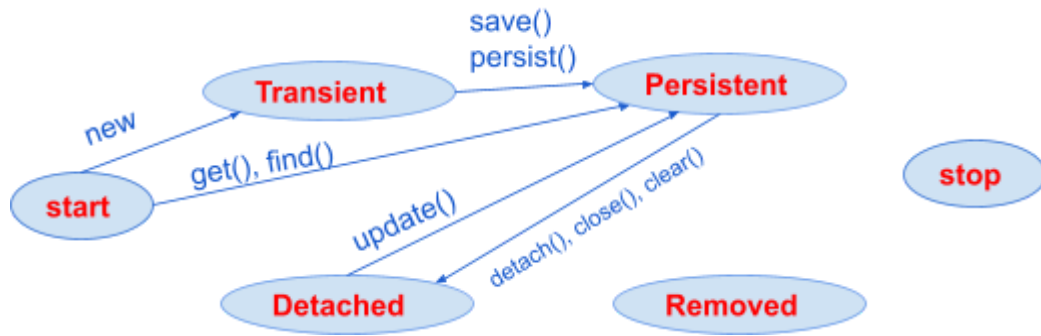 save()
persist()
Transient
Persistent
new
get(), find()
stop
start
update()
detach(), close(), clear()
Detached
Removed